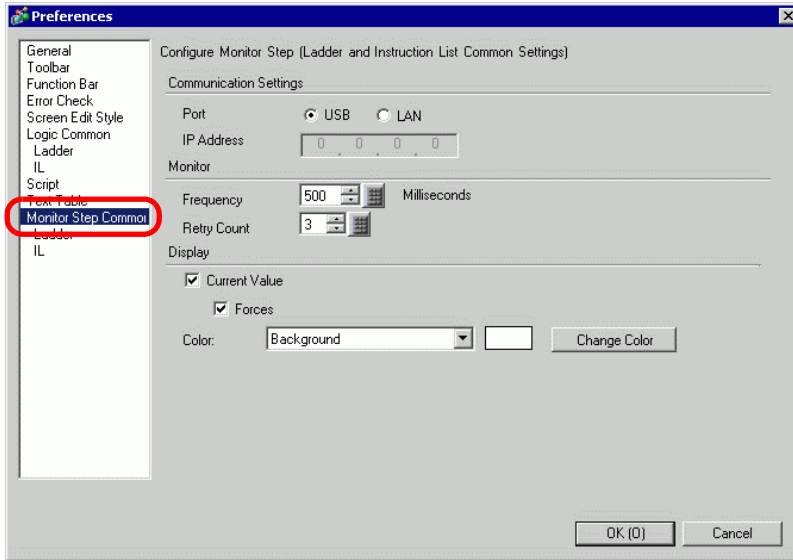 Preferences
General
Toolbar
Function Bar
Error Check
Screen Edit Style
Logic Common
Ladder
IL
Script
Text Table
Monitor Step Common
Ladder
IL
Configure Monitor Step (Ladder and Instruction List Common Settings)
Communication Settings
Port USB LAN
IP Address 0 . 0 . 0 . 0
Monitor
Frequency 500 Milliseconds
Retry Count 3
Display
Current Value
Forces
Color: Background Change Color
OK (O) Cancel